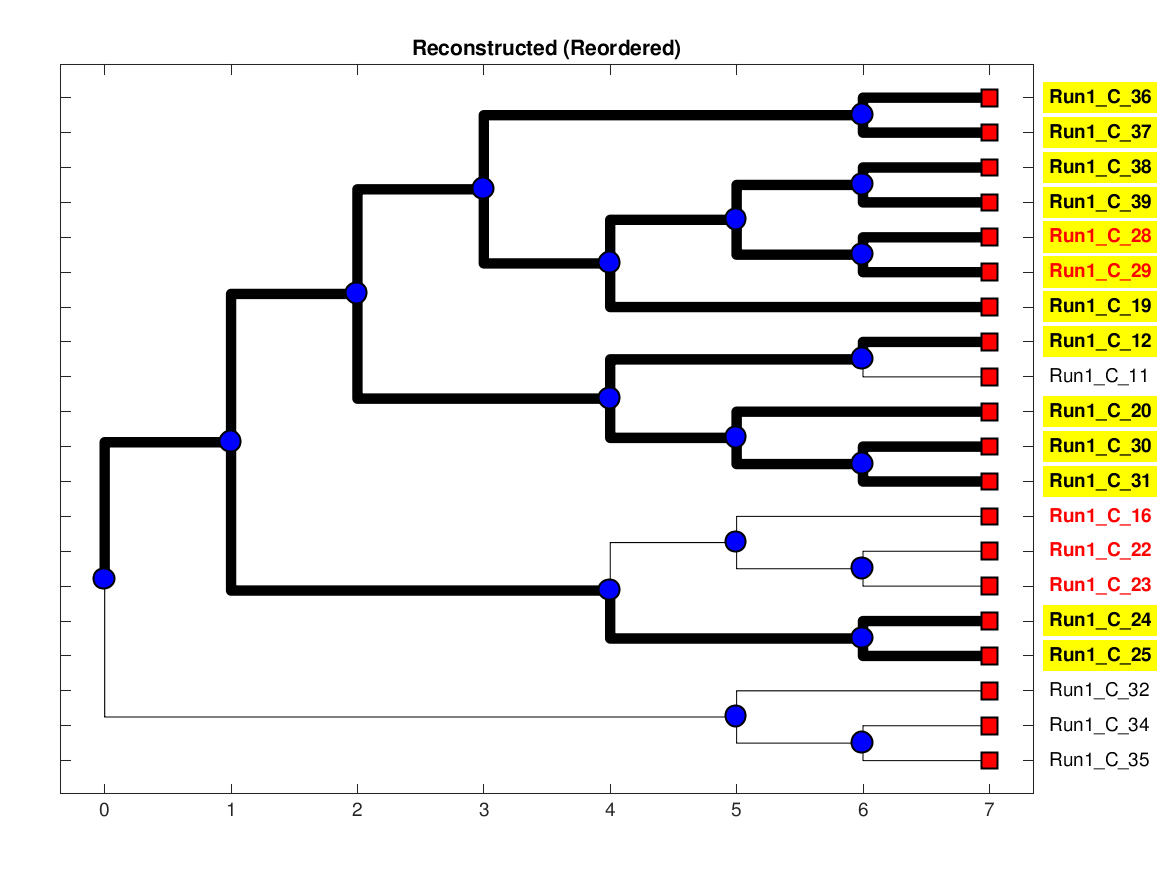 Reconstructed (Reordered)
Run1_C_36
Run1_C_37
Run1_C_38
Run1_C_39
Run1_C_28
Run1_C_29
Run1_C_19
Run1_C_12
Run1_C_11
Run1_C_20
Run1_C_30
Run1_C_31
Run1_C_16
Run1_C_22
Run1_C_23
Run1_C_24
Run1_C_25
Run1_C_32
Run1_C_34
Run1_C_35
0 1 2 3 4 5 6 7